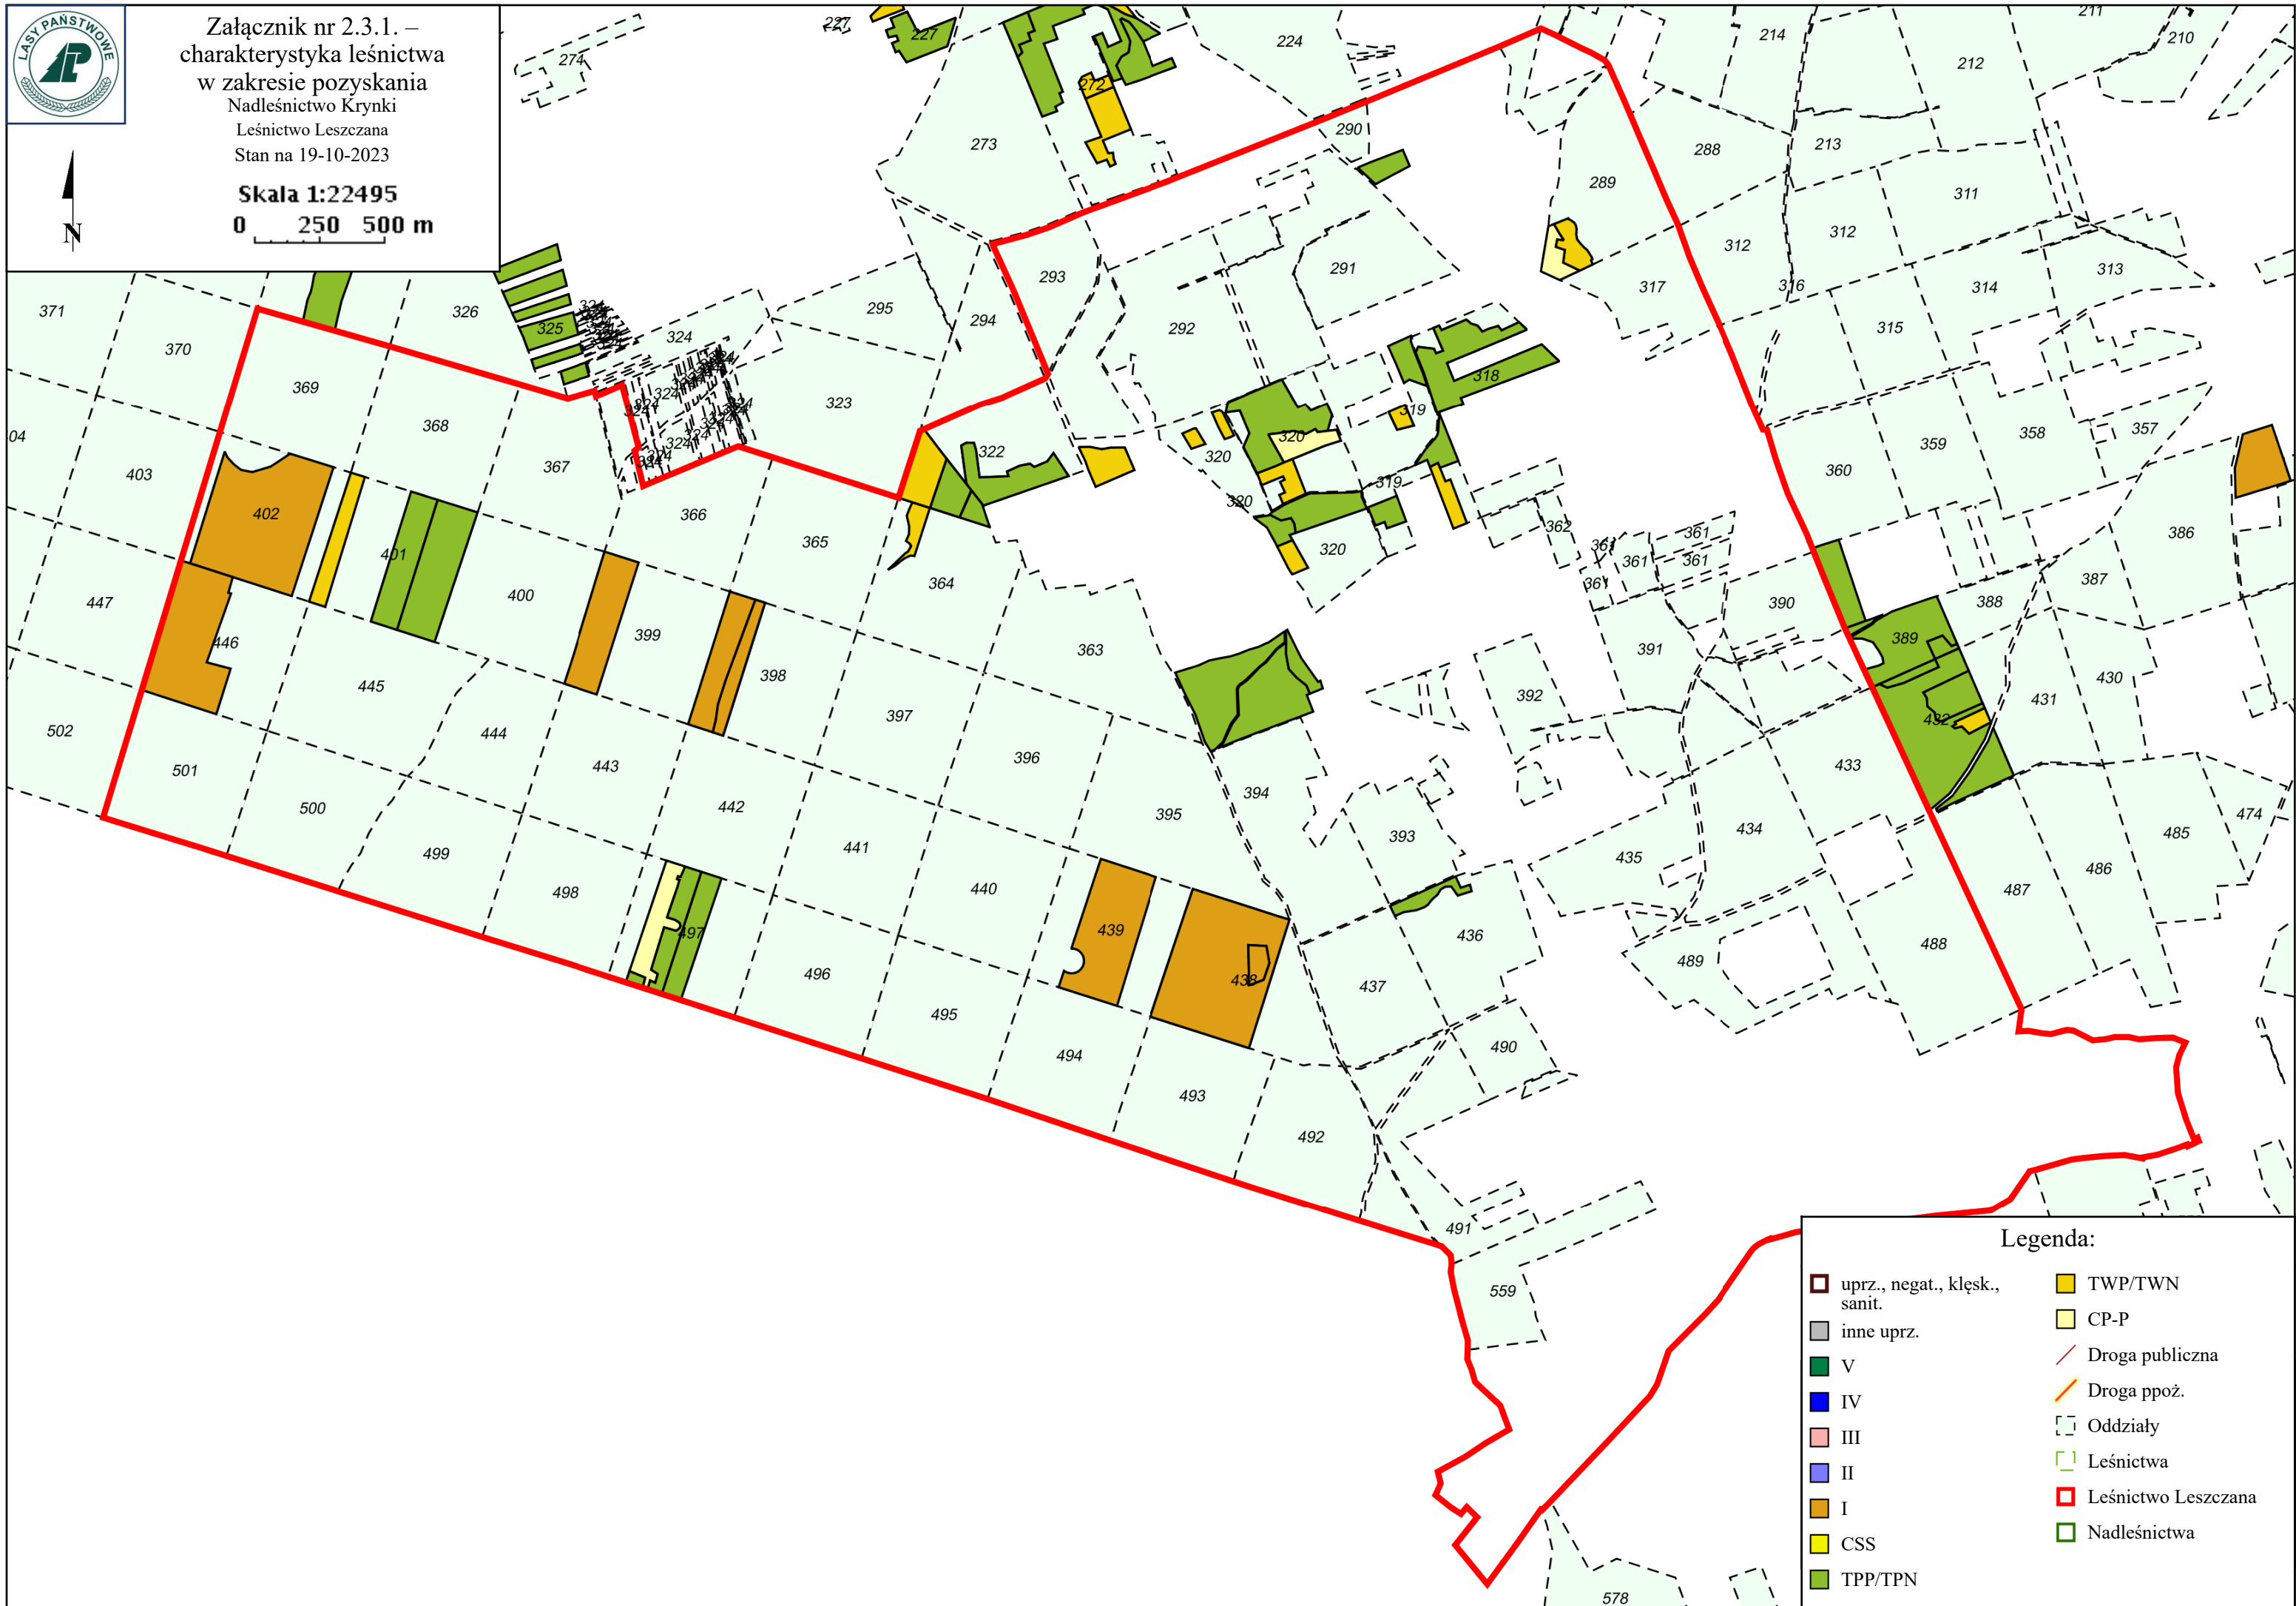 LASY PAŃSTWOWE
Załącznik nr 2.3.1. –
charakterystyka leśnictwa
w zakresie pozyskania
Nadleśnictwo Krynki
Leśnictwo Leszczana
Stan na 19-10-2023
Skala 1:22495
0 250 500 m
N
227 227 274 224 214 211 210
212 272 273 290 288 213
289 311 291 293 312 312
371 326 325 324 295 294 292 317 316 314 313
370 369 324 315
368 323 318 319 359 358 357
04 403 367 322 320 320 360
402 366 319 386
401 365 320 362 361
320 361 361 361 361
447 400 364 387
446 399 363 390 388
445 398 391 389
502 444 397 392 432 431 430
501 443 396 433
500 442 395 394
499 441 393 434 435 485 474
498 440 486 487
497 439 436 488
496 438 437 489
495 494 490
493 492
491
559
578
Legenda:
uprz., negat., klęsk.,
sanit.
inne uprz.
V
IV
III
II
I
CSS
TPP/TPN
TWP/TWN
CP-P
Droga publiczna
Droga ppoż.
Oddziały
Leśnictwa
Leśnictwo Leszczana
Nadleśnictwa